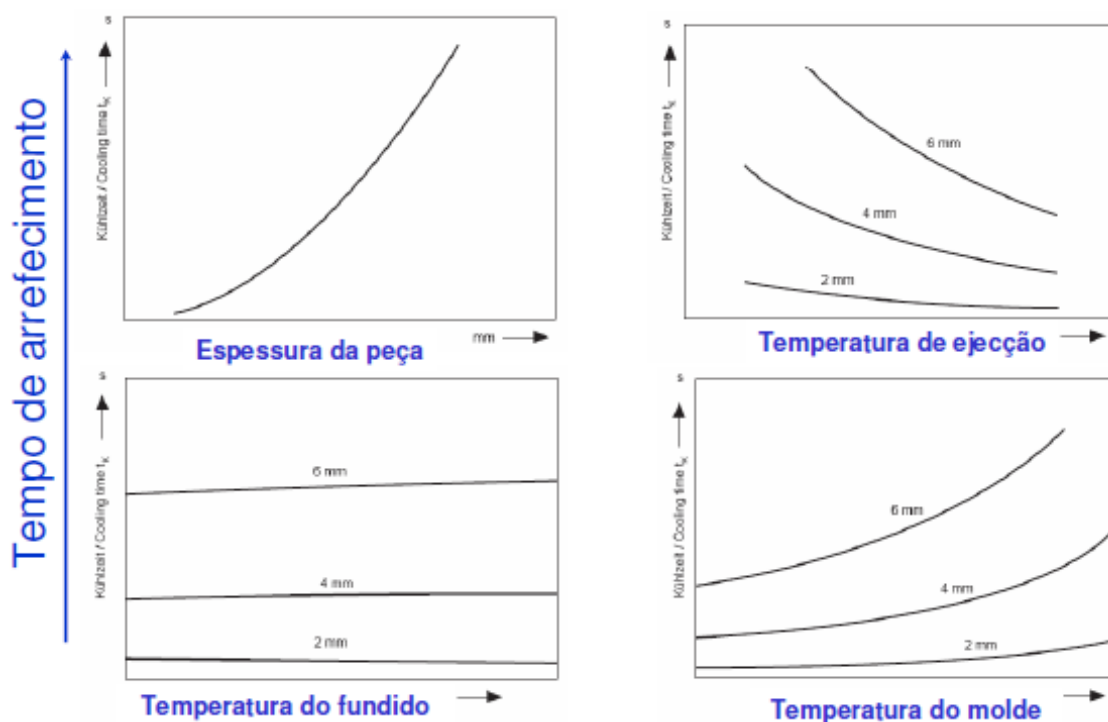 Tempo de arrefecimento
s
Kühlzeit / Cooling time tK
mm
Espessura da peça
s
Kühlzeit / Cooling time tK
6 mm
4 mm
2 mm
Temperatura de ejecção
s
Kühlzeit / Cooling time tK
6 mm
4 mm
2 mm
Temperatura do fundido
s
Kühlzeit / Cooling time tK
6 mm
4 mm
2 mm
Temperatura do molde